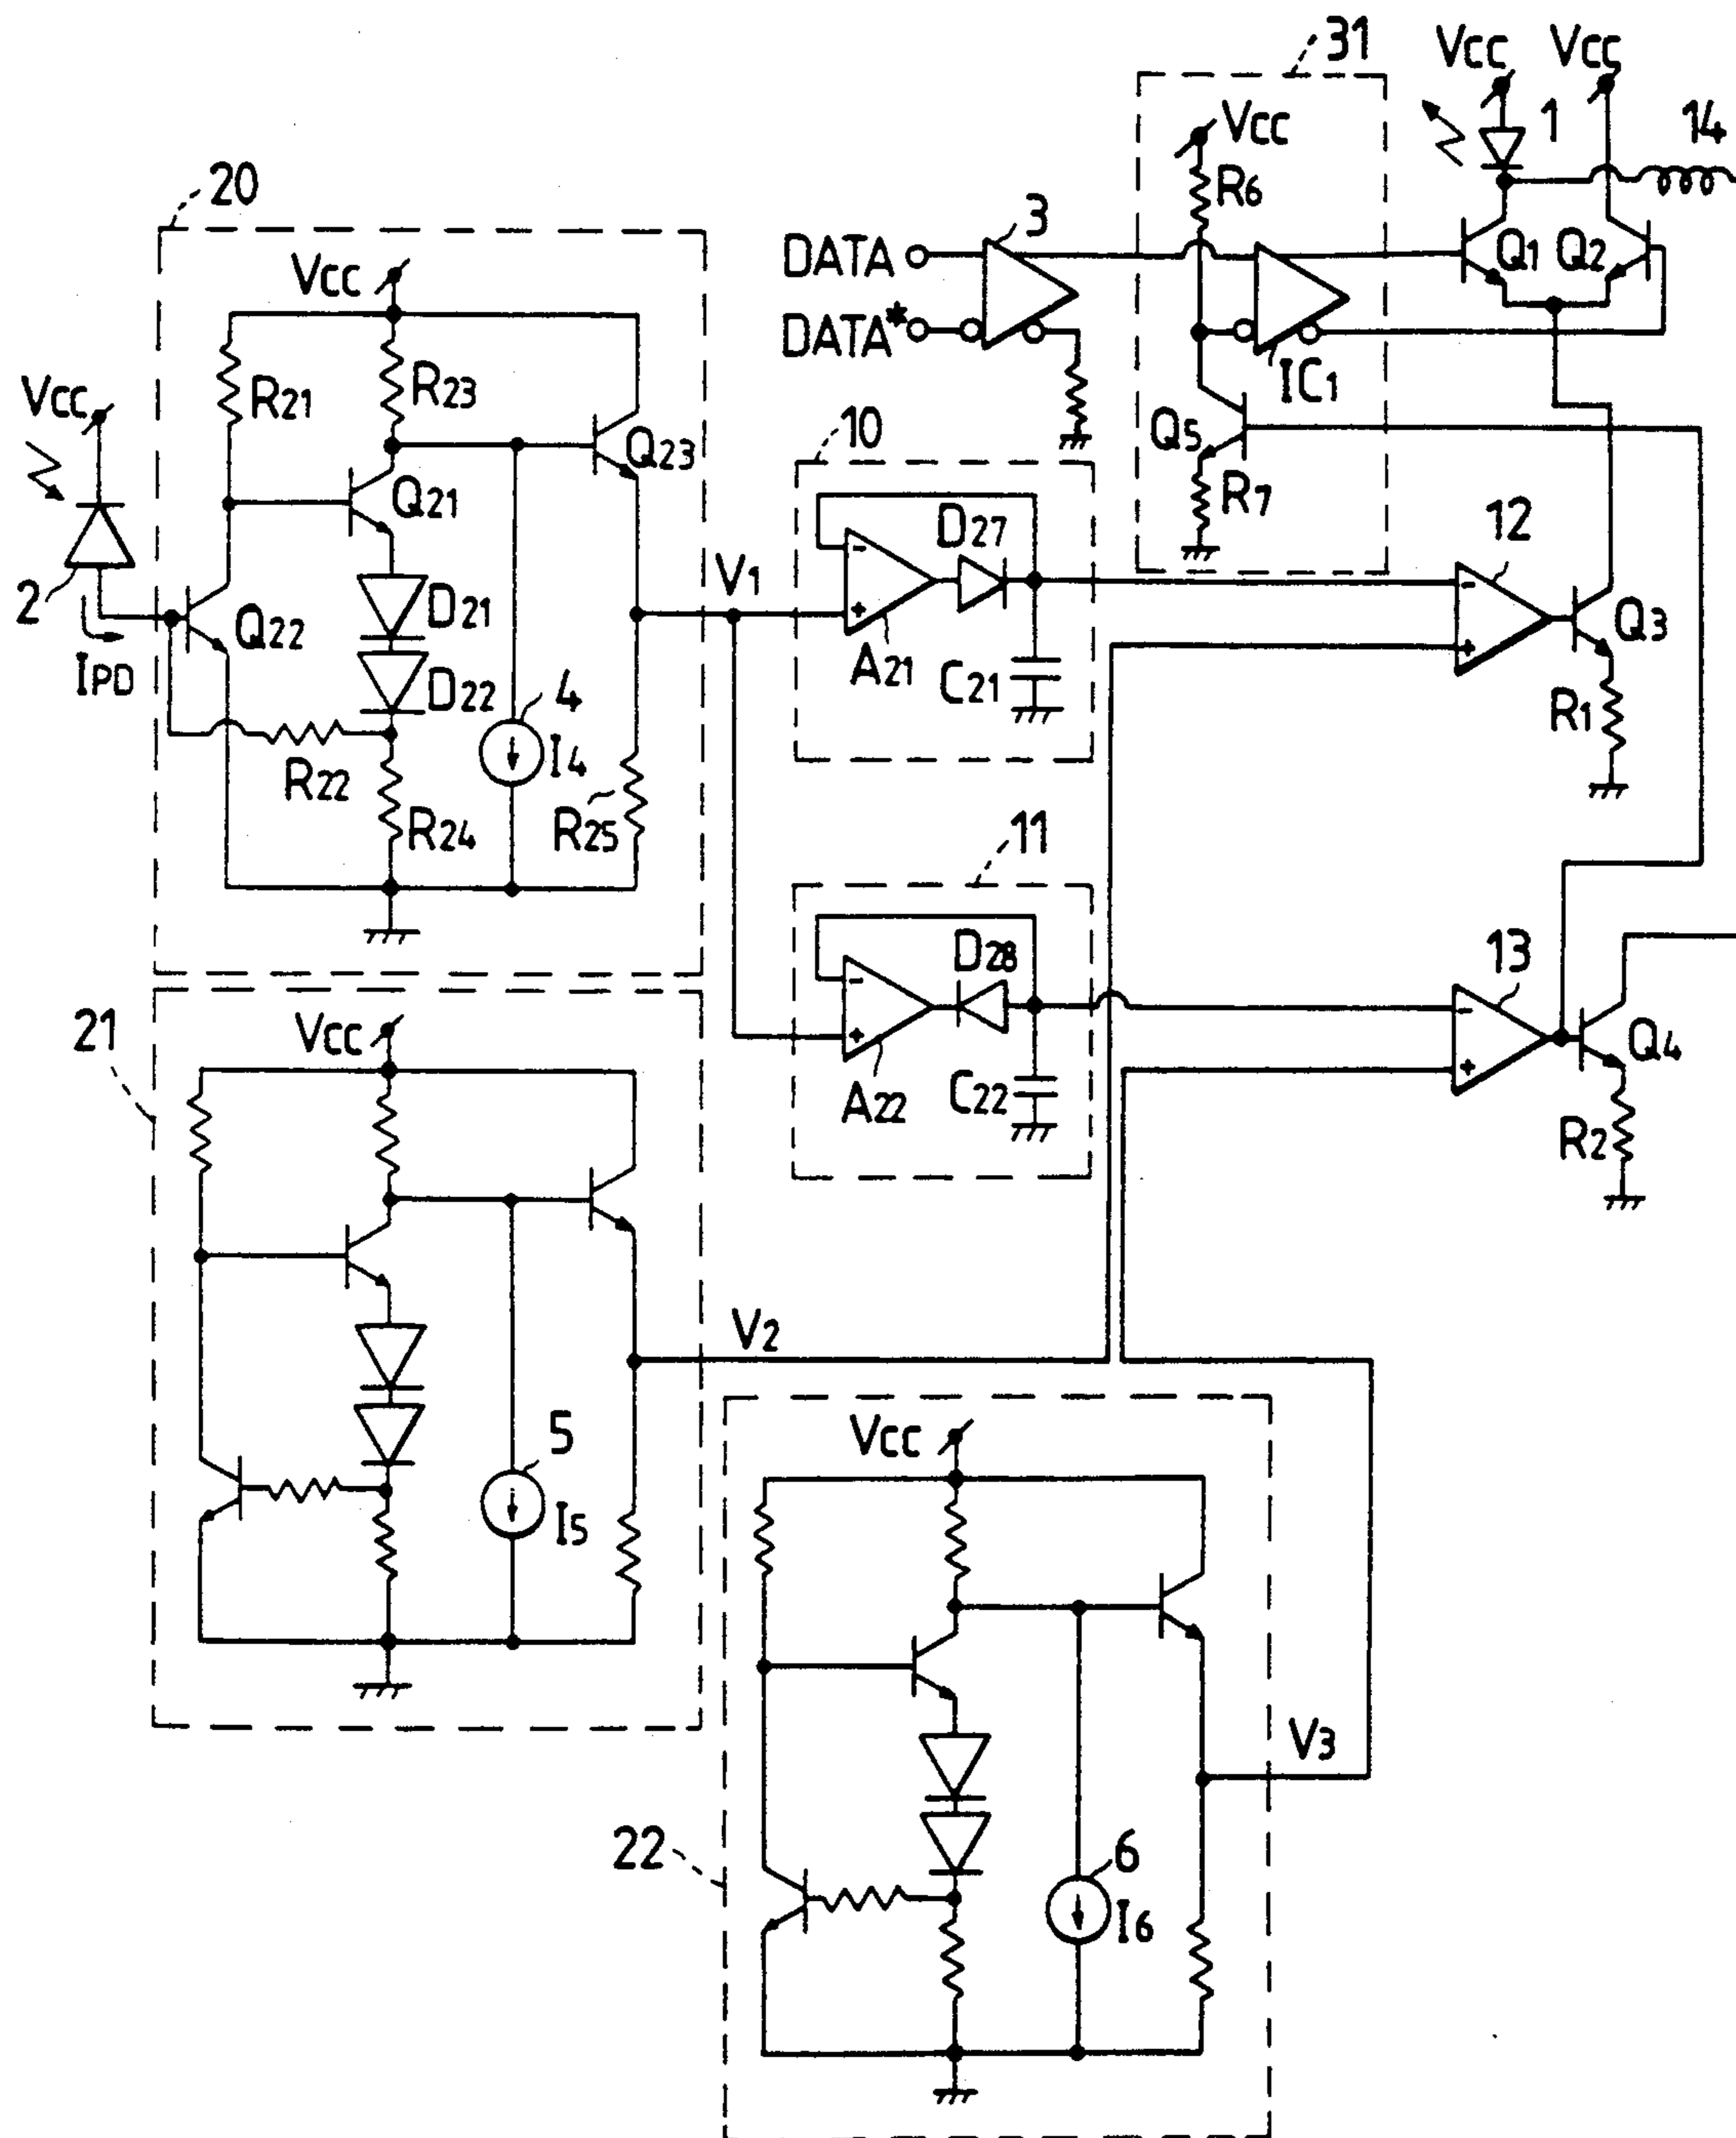 31
Vcc
Vcc
1
14
Vcc
R6
20
3
DATA
Q1
Q2
Vcc
DATA*
IC1
R21
R23
Vcc
10
Q5
Q23
Q21
R7
D27
12
2
V1
D21
Q22
Q3
IPD
A21
C21
D22
4
R1
I4
R22
R24
R25
11
D28
13
21
Vcc
Q4
A22
C22
R2
V2
5
Vcc
I5
V3
22
6
I6